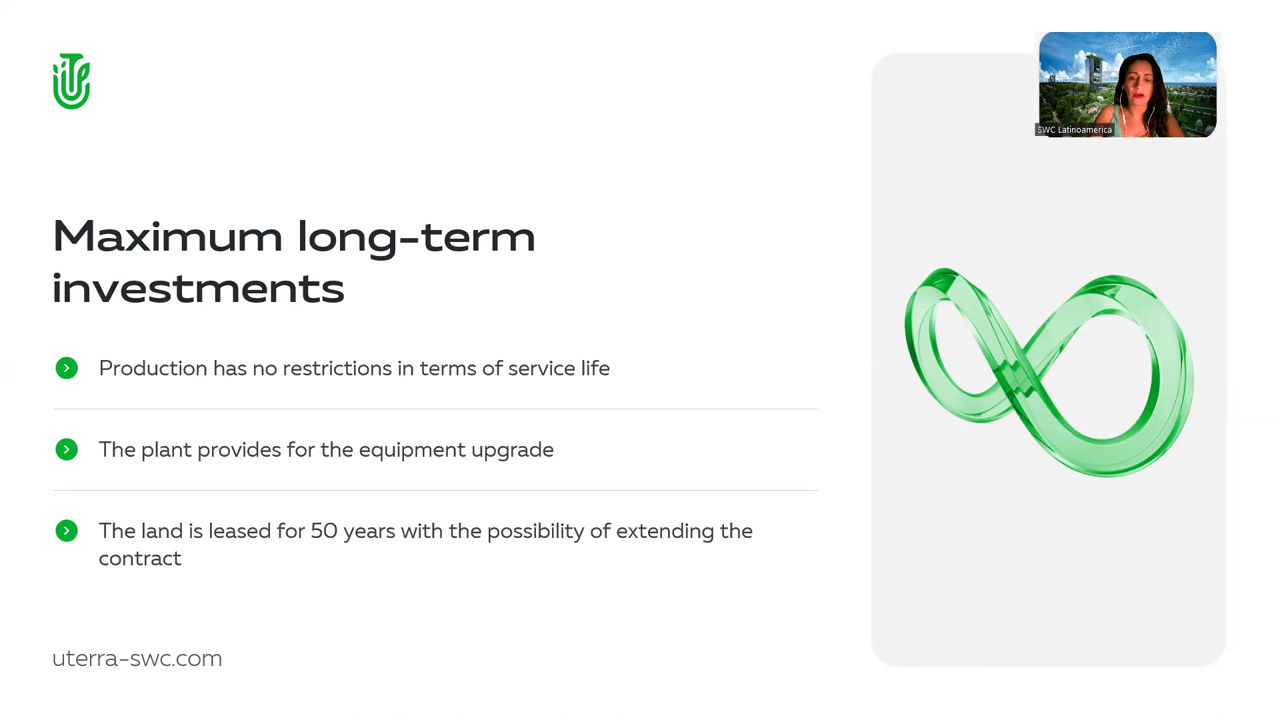 SWC Latinoamerica
Maximum long-term
investments
Production has no restrictions in terms of service life
The plant provides for the equipment upgrade
The land is leased for 50 years with the possibility of extending the
contract
uterra-swc.com